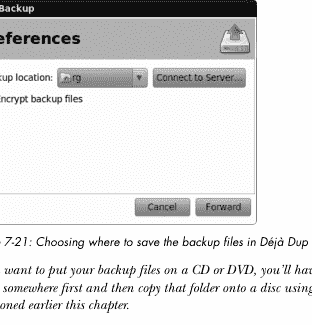 Backup
eferences
kup location: rg Connect to Server...
ncrypt backup files
Cancel Forward
7-21: Choosing where to save the backup files in Déjà Dup
want to put your backup files on a CD or DVD, you'll hav
somewhere first and then copy that folder onto a disc using
oned earlier this chapter.